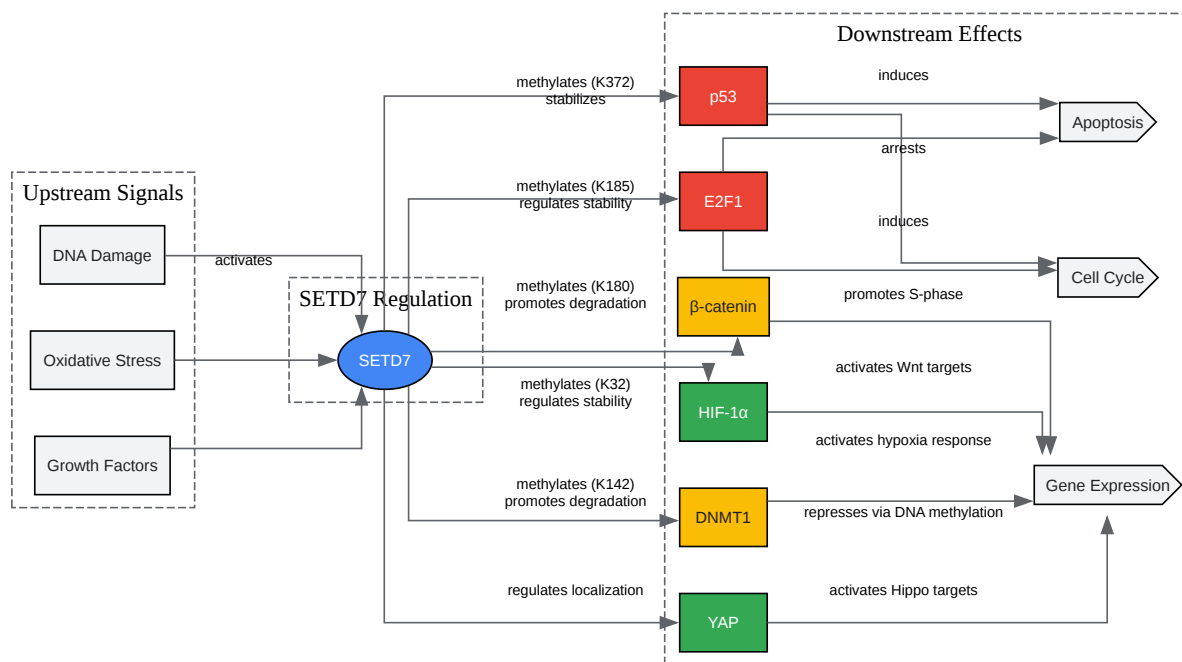 Downstream Effects
induces
methylates (K372)
stabilizes
p53
Apoptosis
arrests
Upstream Signals
methylates (K185)
regulates stability
E2F1
induces
DNA Damage
activates
Cell Cycle
SETD7 Regulation
methylates (K180)
promotes degradation
β-catenin
promotes S-phase
Oxidative Stress
SETD7
activates Wnt targets
methylates (K32)
regulates stability
HIF-1α
activates hypoxia response
Growth Factors
Gene Expression
methylates (K142)
promotes degradation
DNMT1
represses via DNA methylation
regulates localization
YAP
activates Hippo targets